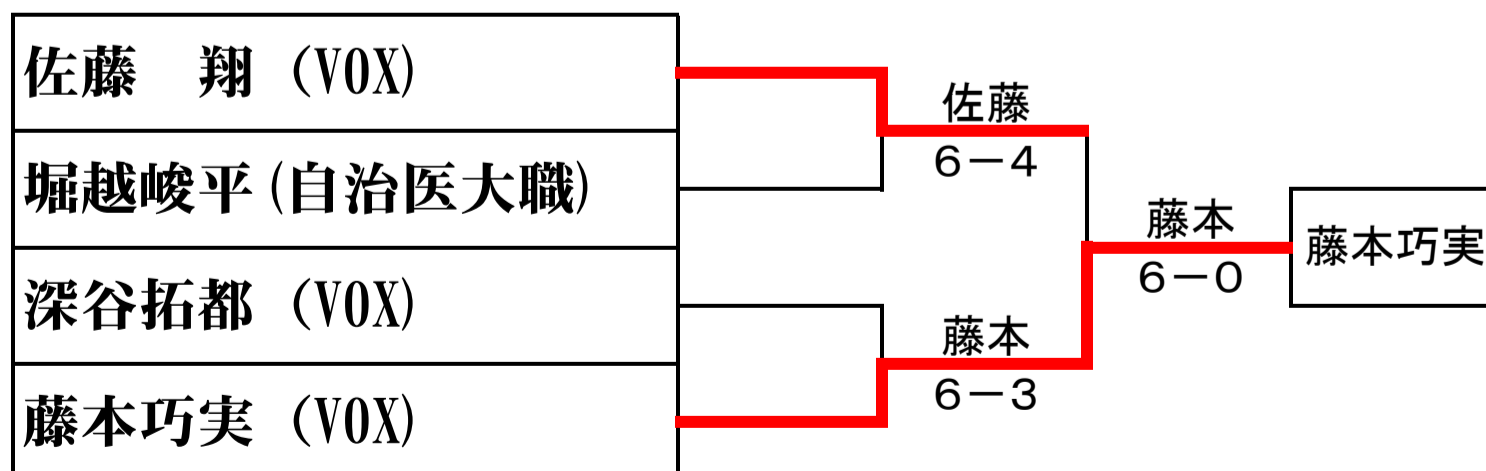 佐藤　翔（VOX）
堀越峻平(自治医大職)
深谷拓都（VOX）
藤本巧実（VOX）
佐藤
６－４
藤本
６－３
藤本
６－０
藤本巧実